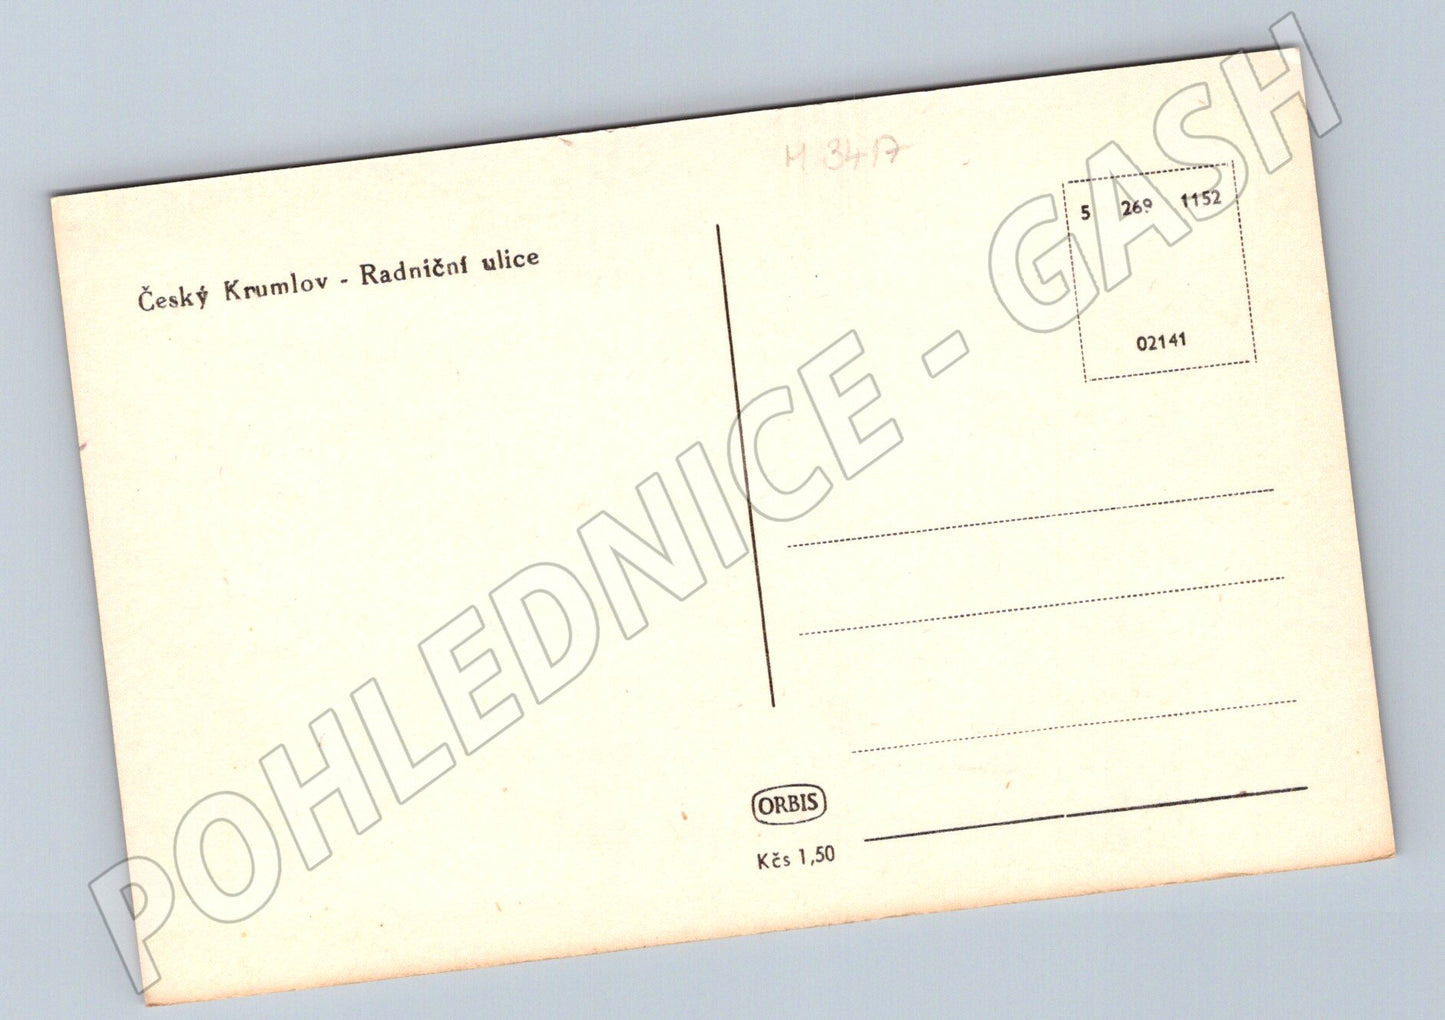 Český Krumlov - Radniční ulice
M 3417
5 269 1152
02141
ORBIS
Kčs 1,50
POHLEDNICE - GASH